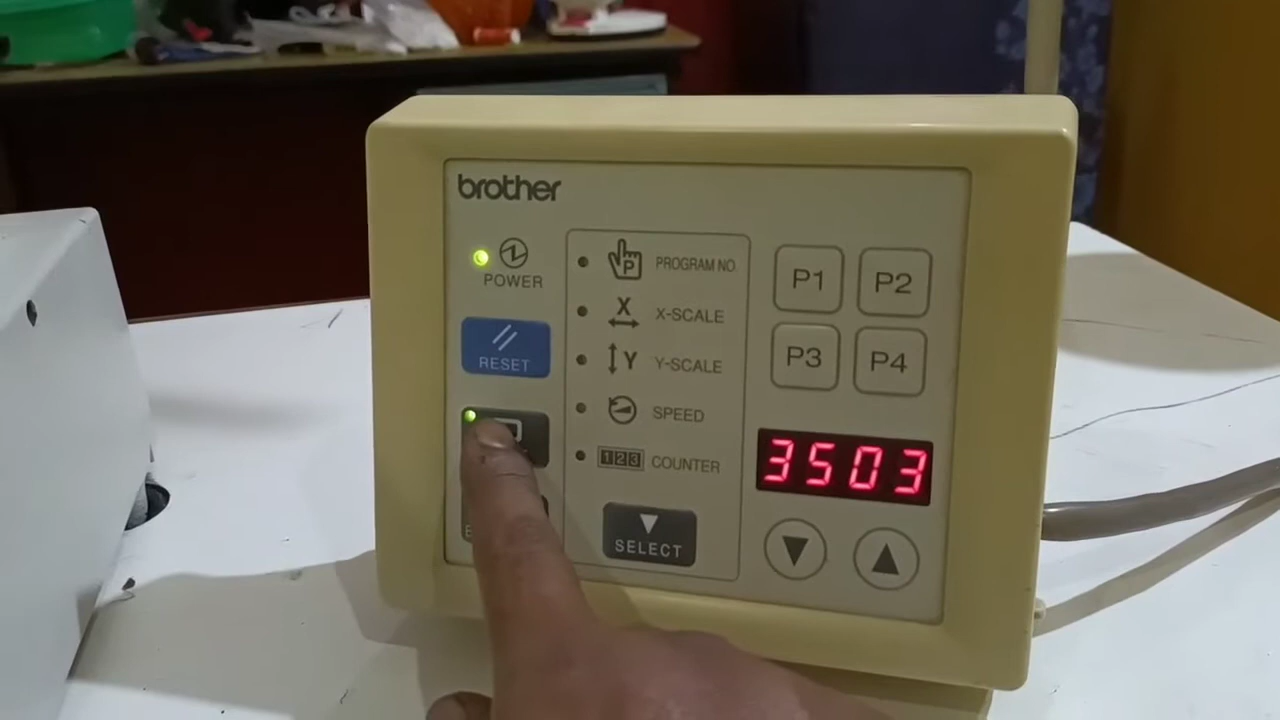 brother
POWER
RESET
P PROGRAM NO.
X X-SCALE
Y Y-SCALE
SPEED
123 COUNTER
SELECT
P1 P2
P3 P4
3503